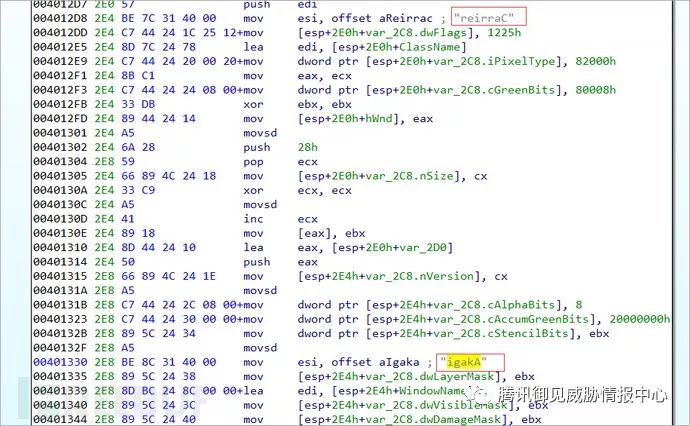 004012D7 2E0 57 push edi
004012D8 2E4 BE 7C 31 40 00 mov esi, offset aReirrac ; "reirraC"
004012DD 2E4 C7 44 24 1C 25 12+mov [esp+2E0h+var_2C8.dwFlags], 1225h
004012E5 2E4 8D 7C 24 78 lea edi, [esp+2E0h+ClassName]
004012E9 2E4 C7 44 24 20 00 20+mov dword ptr [esp+2E0h+var_2C8.iPixelType], 82000h
004012F1 2E4 8B C1 mov eax, ecx
004012F3 2E4 C7 44 24 24 08 00+mov dword ptr [esp+2E0h+var_2C8.cGreenBits], 80008h
004012FB 2E4 33 DB xor ebx, ebx
004012FD 2E4 89 44 24 14 mov [esp+2E0h+hWnd], eax
00401301 2E4 A5 movsd
00401302 2E4 6A 28 push 28h
00401304 2E8 59 pop ecx
00401305 2E4 66 89 4C 24 18 mov [esp+2E0h+var_2C8.nSize], cx
0040130A 2E4 33 C9 xor ecx, ecx
0040130C 2E4 A5 movsd
0040130D 2E4 41 inc ecx
0040130E 2E4 89 18 mov [eax], ebx
00401310 2E4 8D 44 24 10 lea eax, [esp+2E0h+var_2D0]
00401314 2E4 50 push eax
00401315 2E8 66 89 4C 24 1E mov [esp+2E4h+var_2C8.nVersion], cx
0040131A 2E8 A5 movsd
0040131B 2E8 C7 44 24 2C 08 00+mov dword ptr [esp+2E4h+var_2C8.cAlphaBits], 8
00401323 2E8 C7 44 24 30 00 00+mov dword ptr [esp+2E4h+var_2C8.cAccumGreenBits], 20000000h
0040132B 2E8 89 5C 24 34 mov dword ptr [esp+2E4h+var_2C8.cStencilBits], ebx
0040132F 2E8 A5 movsd
00401330 2E8 BE 8C 31 40 00 mov esi, offset aIgaka ; "igakA"
00401335 2E8 89 5C 24 38 mov [esp+2E4h+var_2C8.dwLayerMask], ebx
00401339 2E8 8D BC 24 8 00+lea edi, [esp+2E4h+WindowName]
00401340 2E8 89 5C 24 3C mov [esp+2E4h+var_2C8.dwVisibleMask], ebx
00401344 2E8 89 5C 24 40 mov [esp+2E4h+var_2C8.dwDamageMask], ebx
腾讯御见威胁情报中心